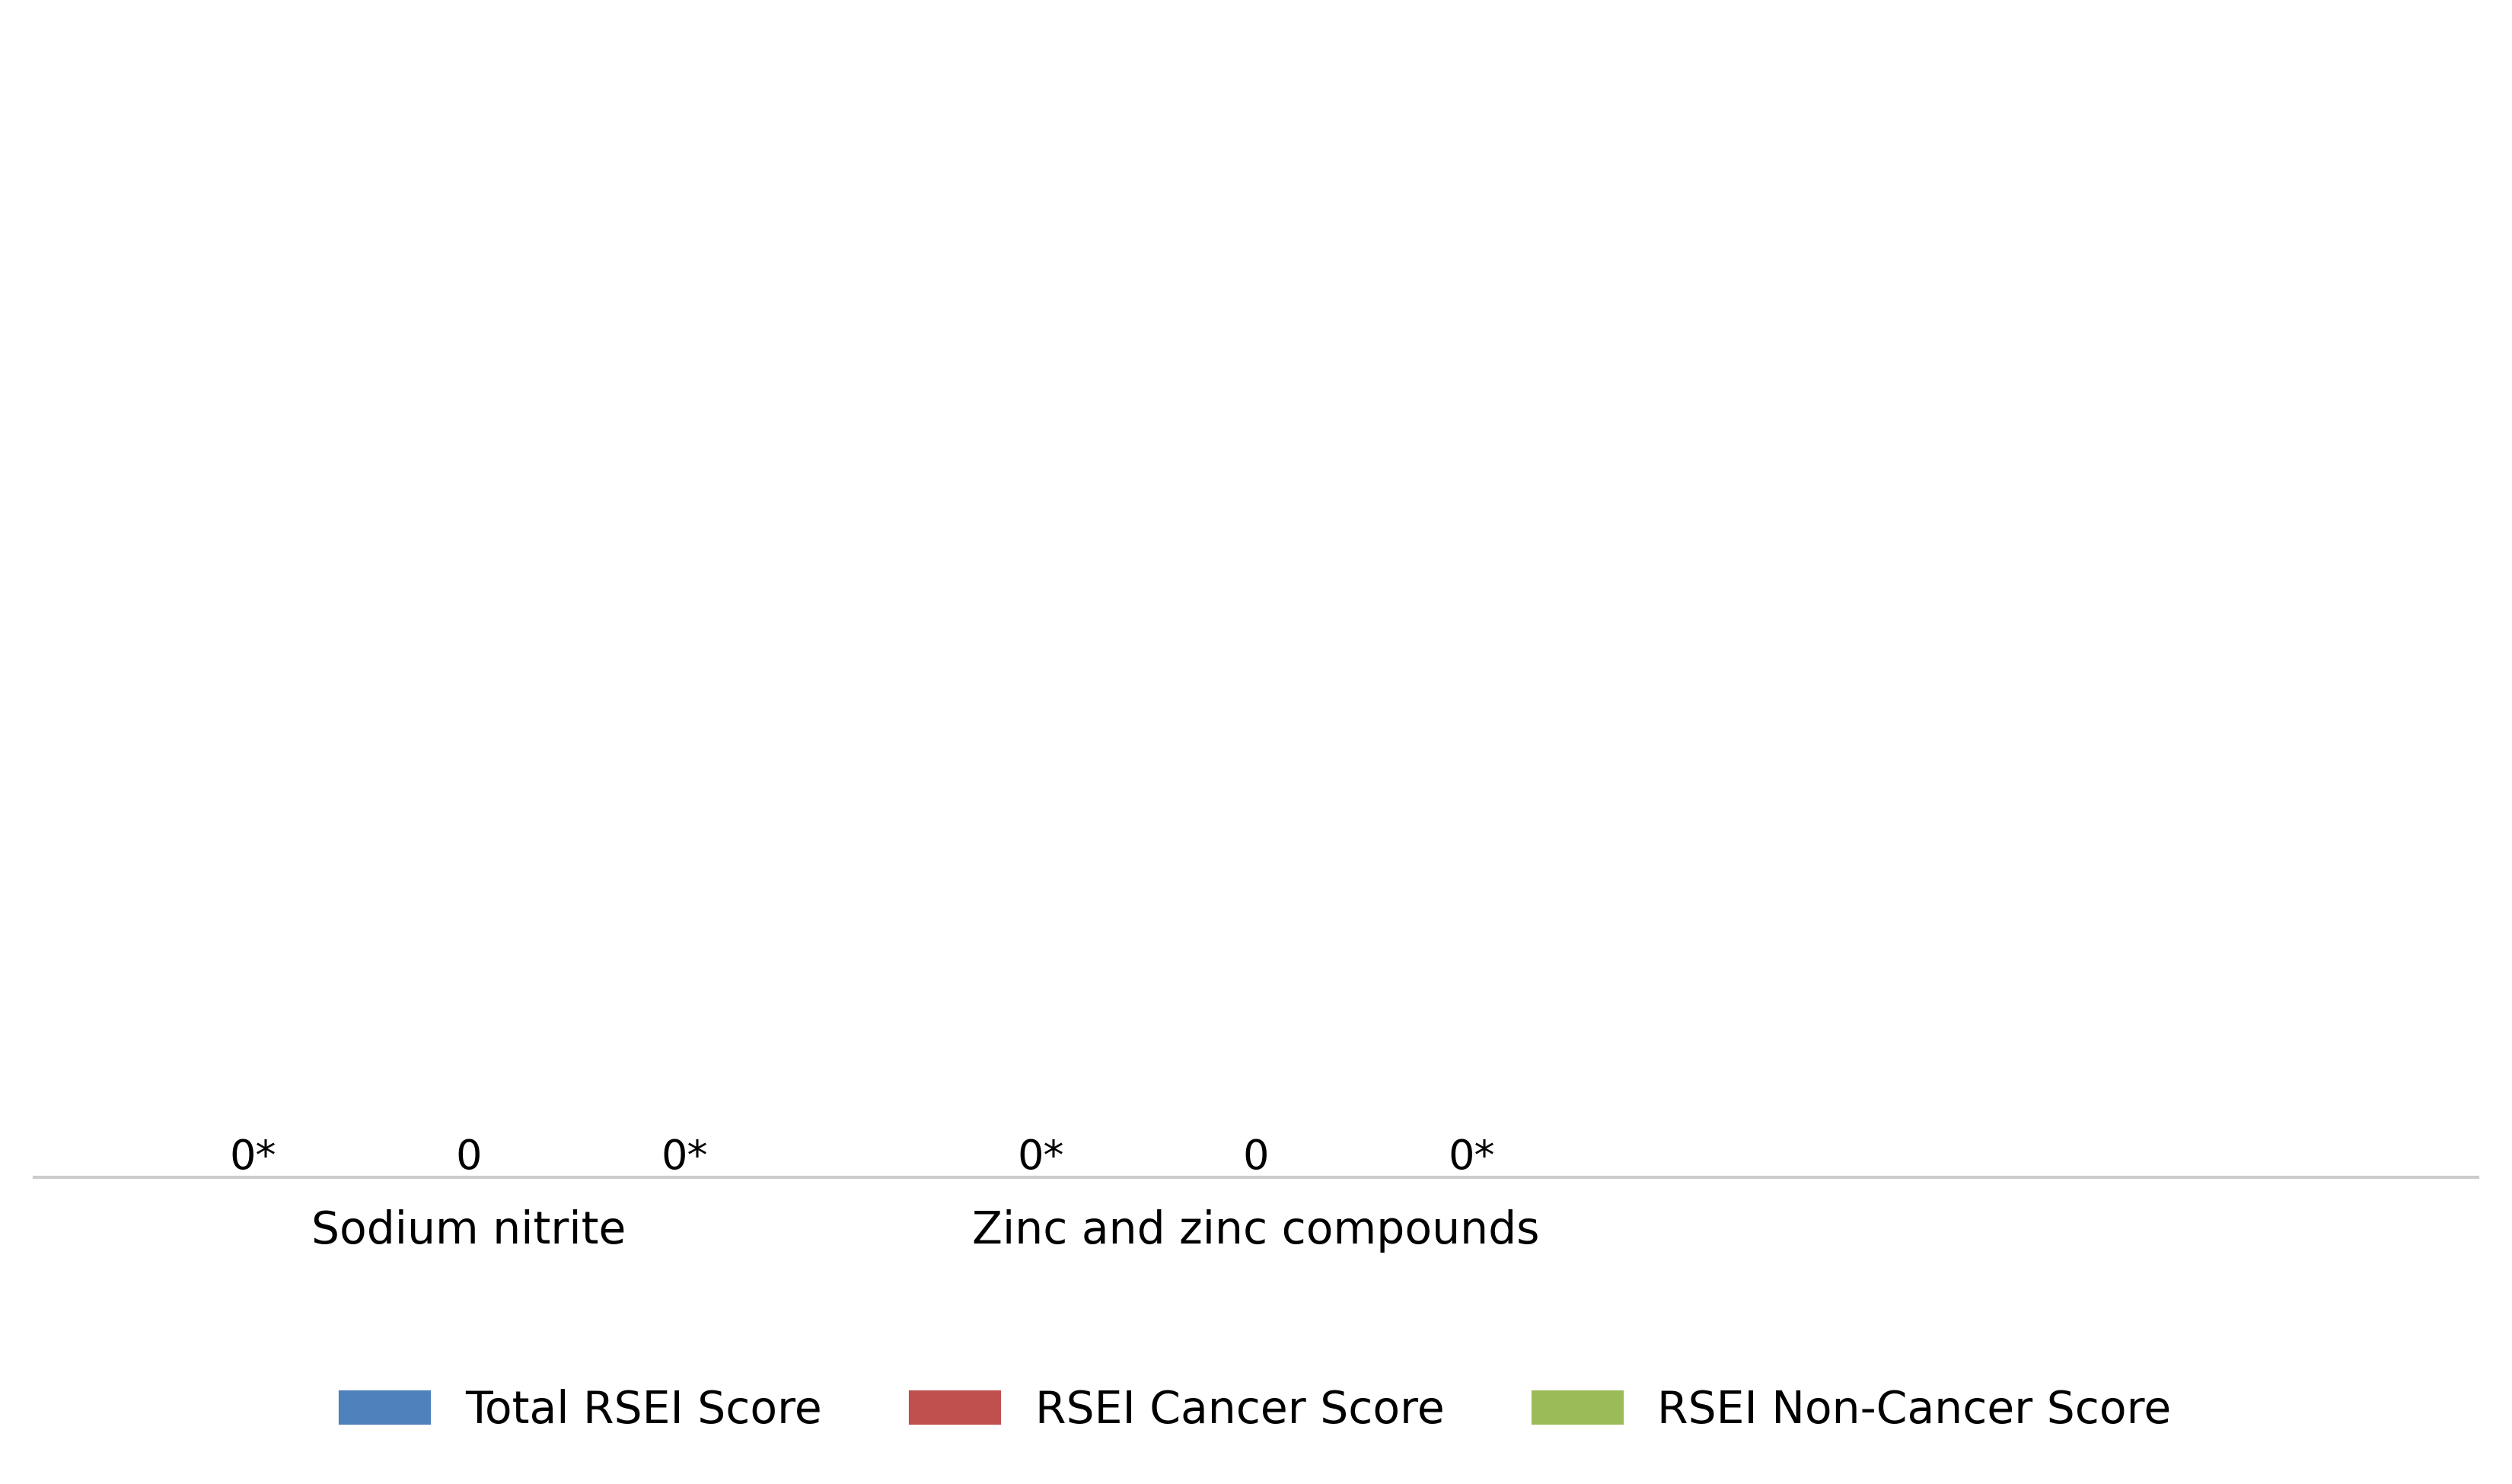 0* 0 0* 0* 0 0*
Sodium nitrite Zinc and zinc compounds
Total RSEI Score RSEI Cancer Score RSEI Non-Cancer Score